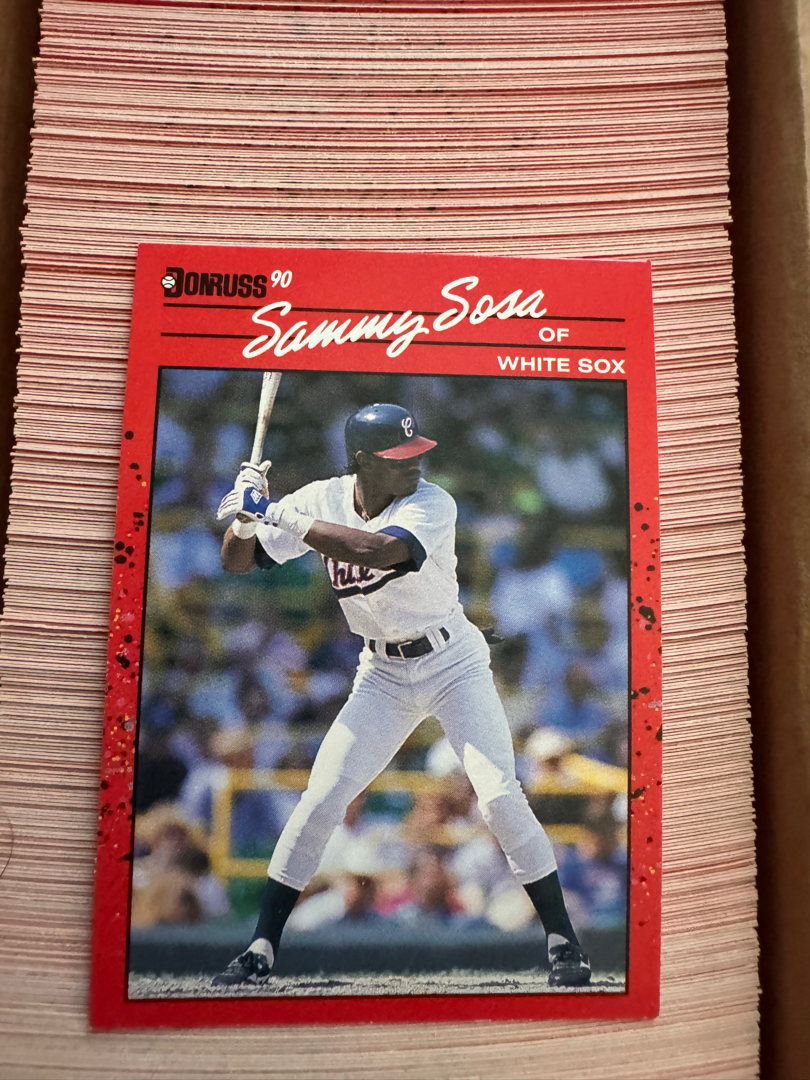 DONRUSS 90
Sammy Sosa
OF
WHITE SOX
C